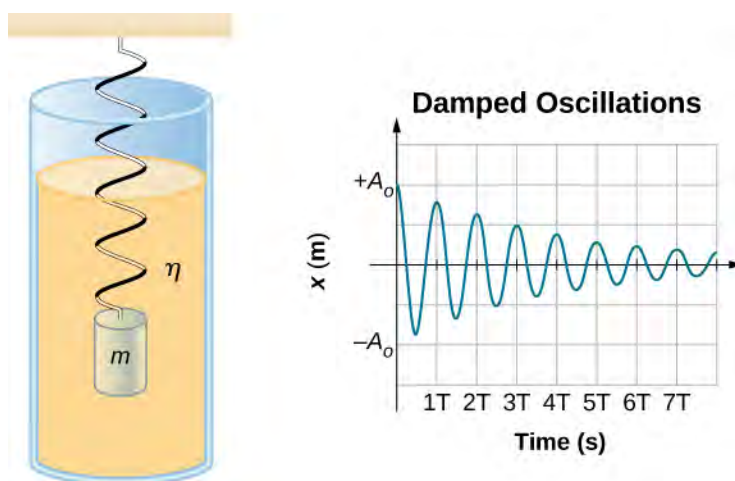 η
m
Damped Oscillations
+Aₒ
x (m)
–Aₒ
1T 2T 3T 4T 5T 6T 7T
Time (s)